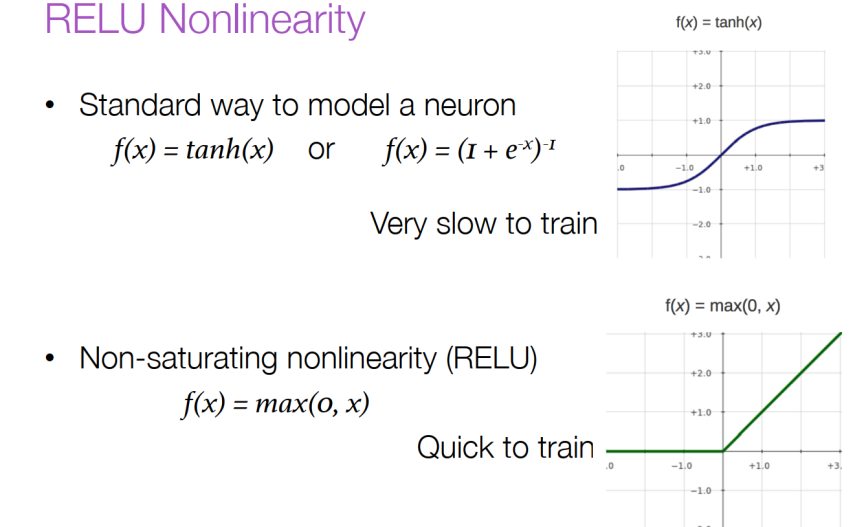 RELU Nonlinearity
• Standard way to model a neuron
f(x) = tanh(x) or f(x) = (1 + e⁻ˣ)⁻¹
Very slow to train
f(x) = tanh(x)
+3.0
+2.0
+1.0
.0 −1.0 +1.0 +3
−1.0
−2.0
• Non-saturating nonlinearity (RELU)
f(x) = max(0, x)
Quick to train
f(x) = max(0, x)
+3.0
+2.0
+1.0
.0 −1.0 +1.0 +3.
−1.0